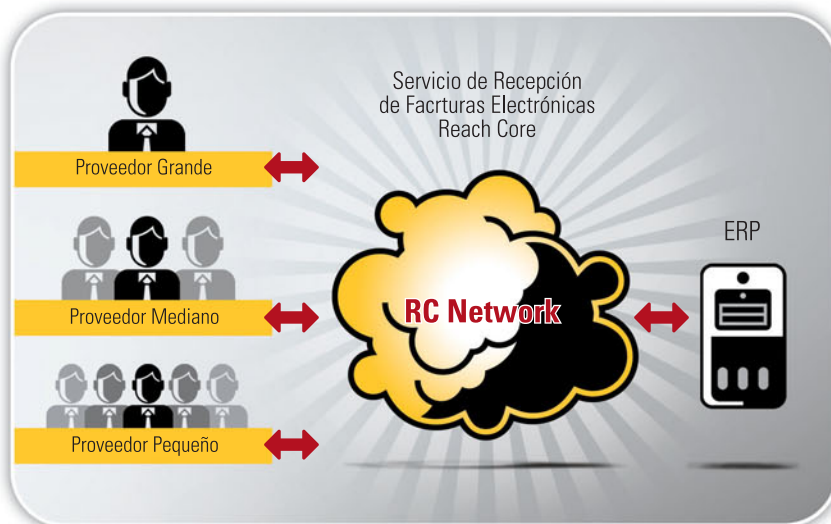 Servicio de Recepción
de Facrturas Electrónicas
Reach Core
Proveedor Grande
ERP
RC Network
Proveedor Mediano
Proveedor Pequeño